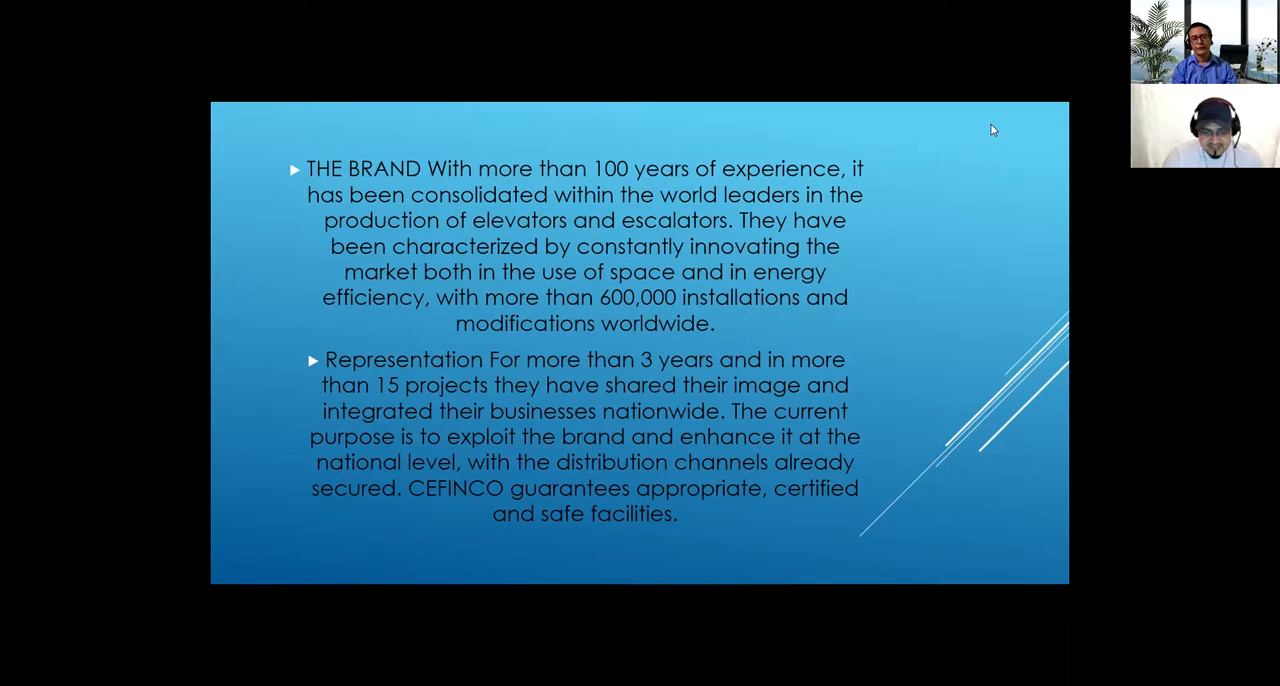 THE BRAND With more than 100 years of experience, it
has been consolidated within the world leaders in the
production of elevators and escalators. They have
been characterized by constantly innovating the
market both in the use of space and in energy
efficiency, with more than 600,000 installations and
modifications worldwide.
Representation For more than 3 years and in more
than 15 projects they have shared their image and
integrated their businesses nationwide. The current
purpose is to exploit the brand and enhance it at the
national level, with the distribution channels already
secured. CEFINCO guarantees appropriate, certified
and safe facilities.